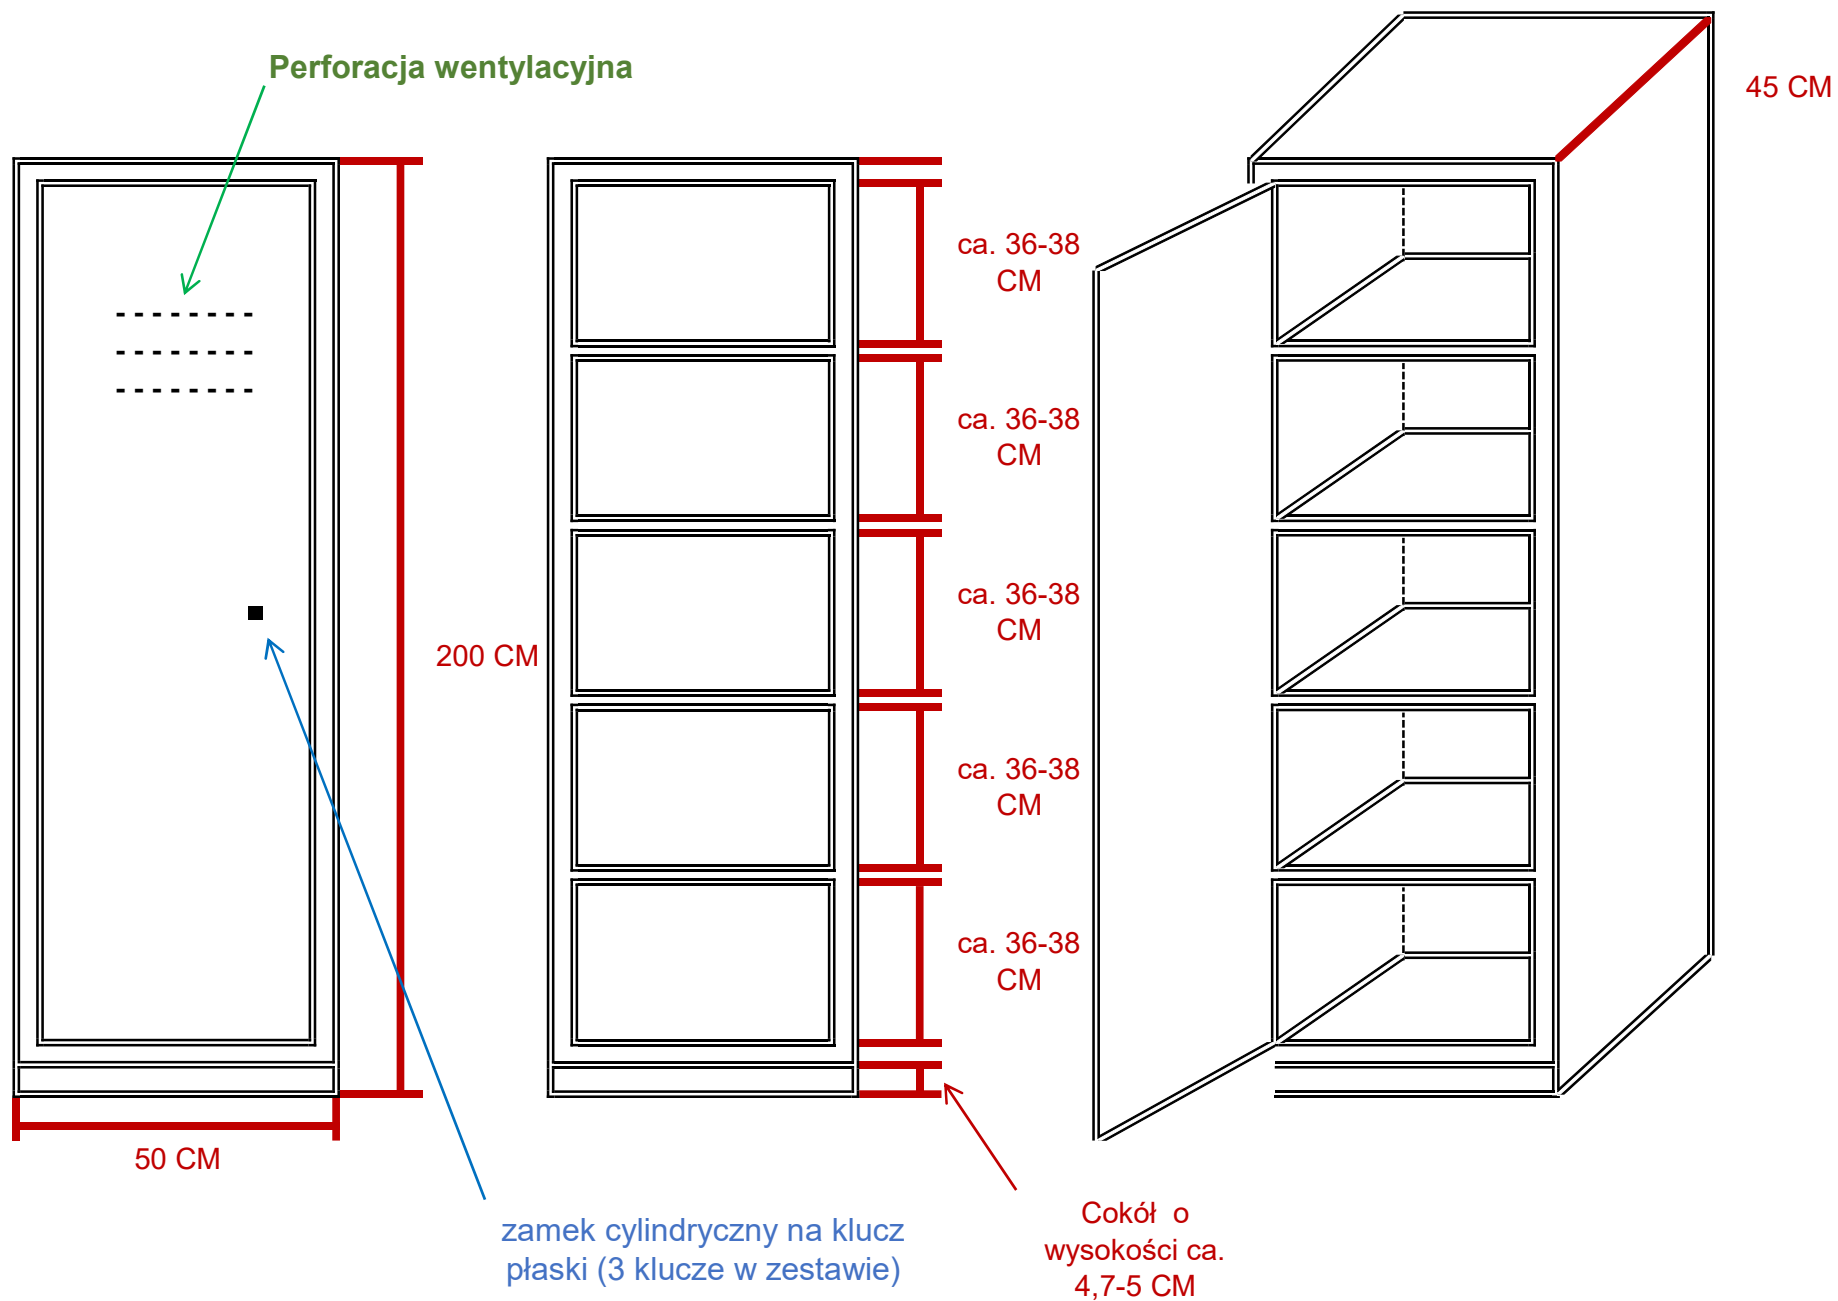 Perforacja wentylacyjna
45 CM
ca. 36-38
CM
ca. 36-38
CM
ca. 36-38
CM
200 CM
ca. 36-38
CM
ca. 36-38
CM
50 CM
zamek cylindryczny na klucz
płaski (3 klucze w zestawie)
Cokół  o
wysokości ca.
4,7-5 CM